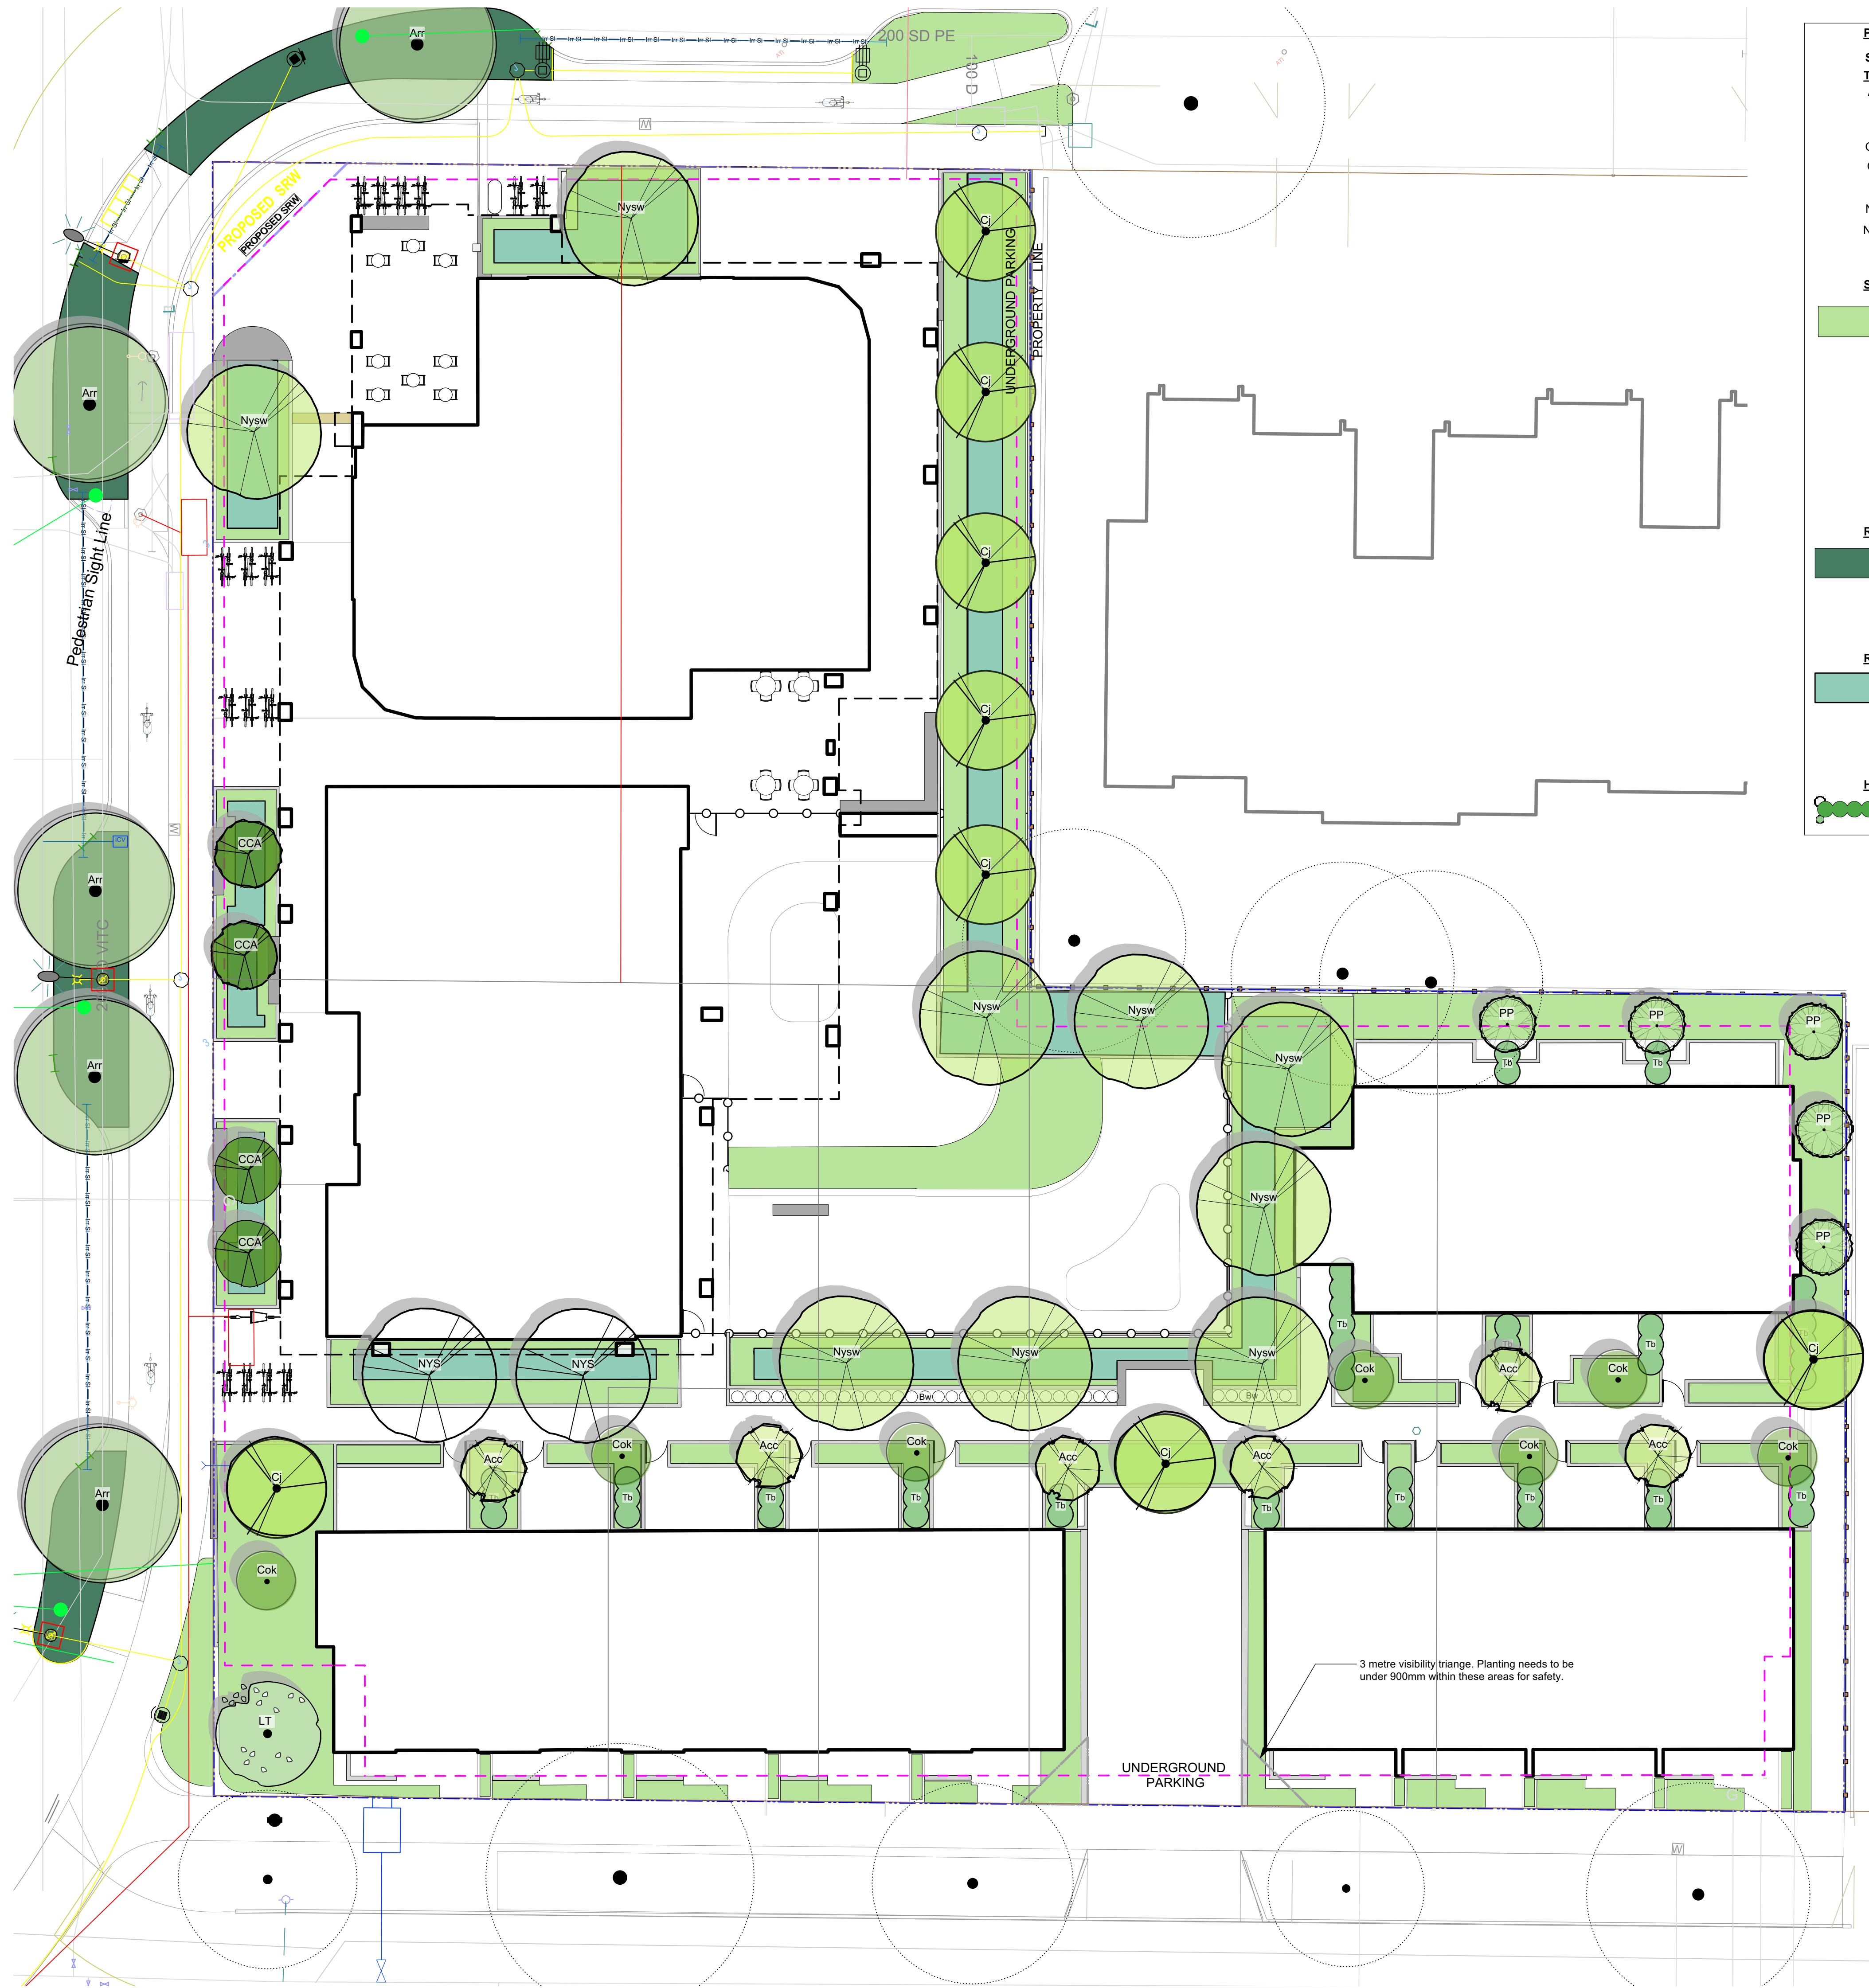 Arr
200 SD PE
100 D
W
PROPOSED SRW
PROPOSED SRW
Nysw
Cj
UNDERGROUND PARKING
PROPERTY LINE
Cj
Arr
Nysw
Pedestrian Sight Line
Cj
Cj
W
CCA
Cj
Arr
CCA
VITC
Nysw
Nysw
PP
PP
PP
Nysw
Tb
Tb
Arr
PP
CCA
Nysw
PP
CCA
Tb
NYS
NYS
Nysw
Nysw
Nysw
Cok
Acc
Cok
Cj
Bw
Bw
Acc
Cok
Acc
Cok
Acc
Cj
Acc
Cok
Acc
Cok
Cj
Arr
Tb
Tb
Tb
Tb
Tb
Tb
Tb
Tb
Tb
Cok
3 metre visibility triange. Planting needs to be
under 900mm within these areas for safety.
LT
UNDERGROUND
PARKING
G
W